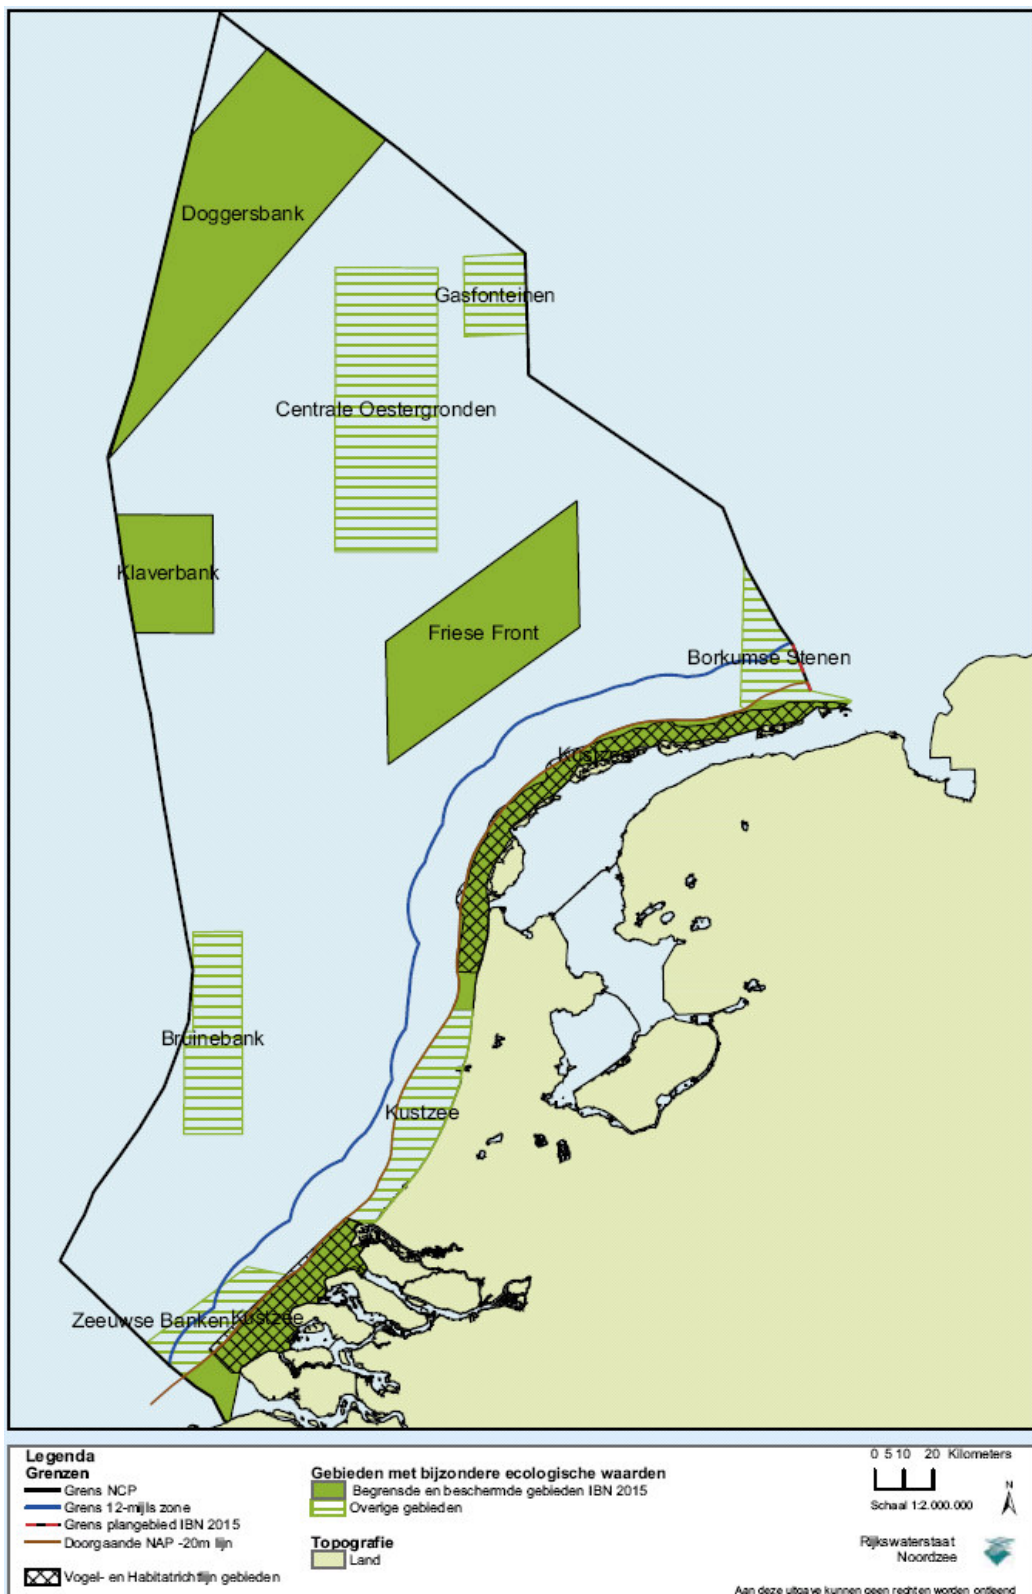 Doggersbank
Gasfonteinen
Centrale Oestergronden
Klaverbank
Friese Front
Borkumse Stenen
Kustzee
Bruinebank
Kustzee
Zeeuwse Banken
Kustzee
Legenda
Grenzen
Grens NCP
Grens 12-mijls zone
Grens plangebied IBN 2015
Doorgaande NAP -20m lijn
Vogel- en Habitatrichtlijn gebieden
Gebieden met bijzondere ecologische waarden
Begrensde en beschermde gebieden IBN 2015
Overige gebieden
Topografie
Land
0 5 10 20 Kilometers
Schaal 1:2.000.000
N
Rijkswaterstaat
Noordzee
Aan deze uitgave kunnen geen rechten worden ontleend